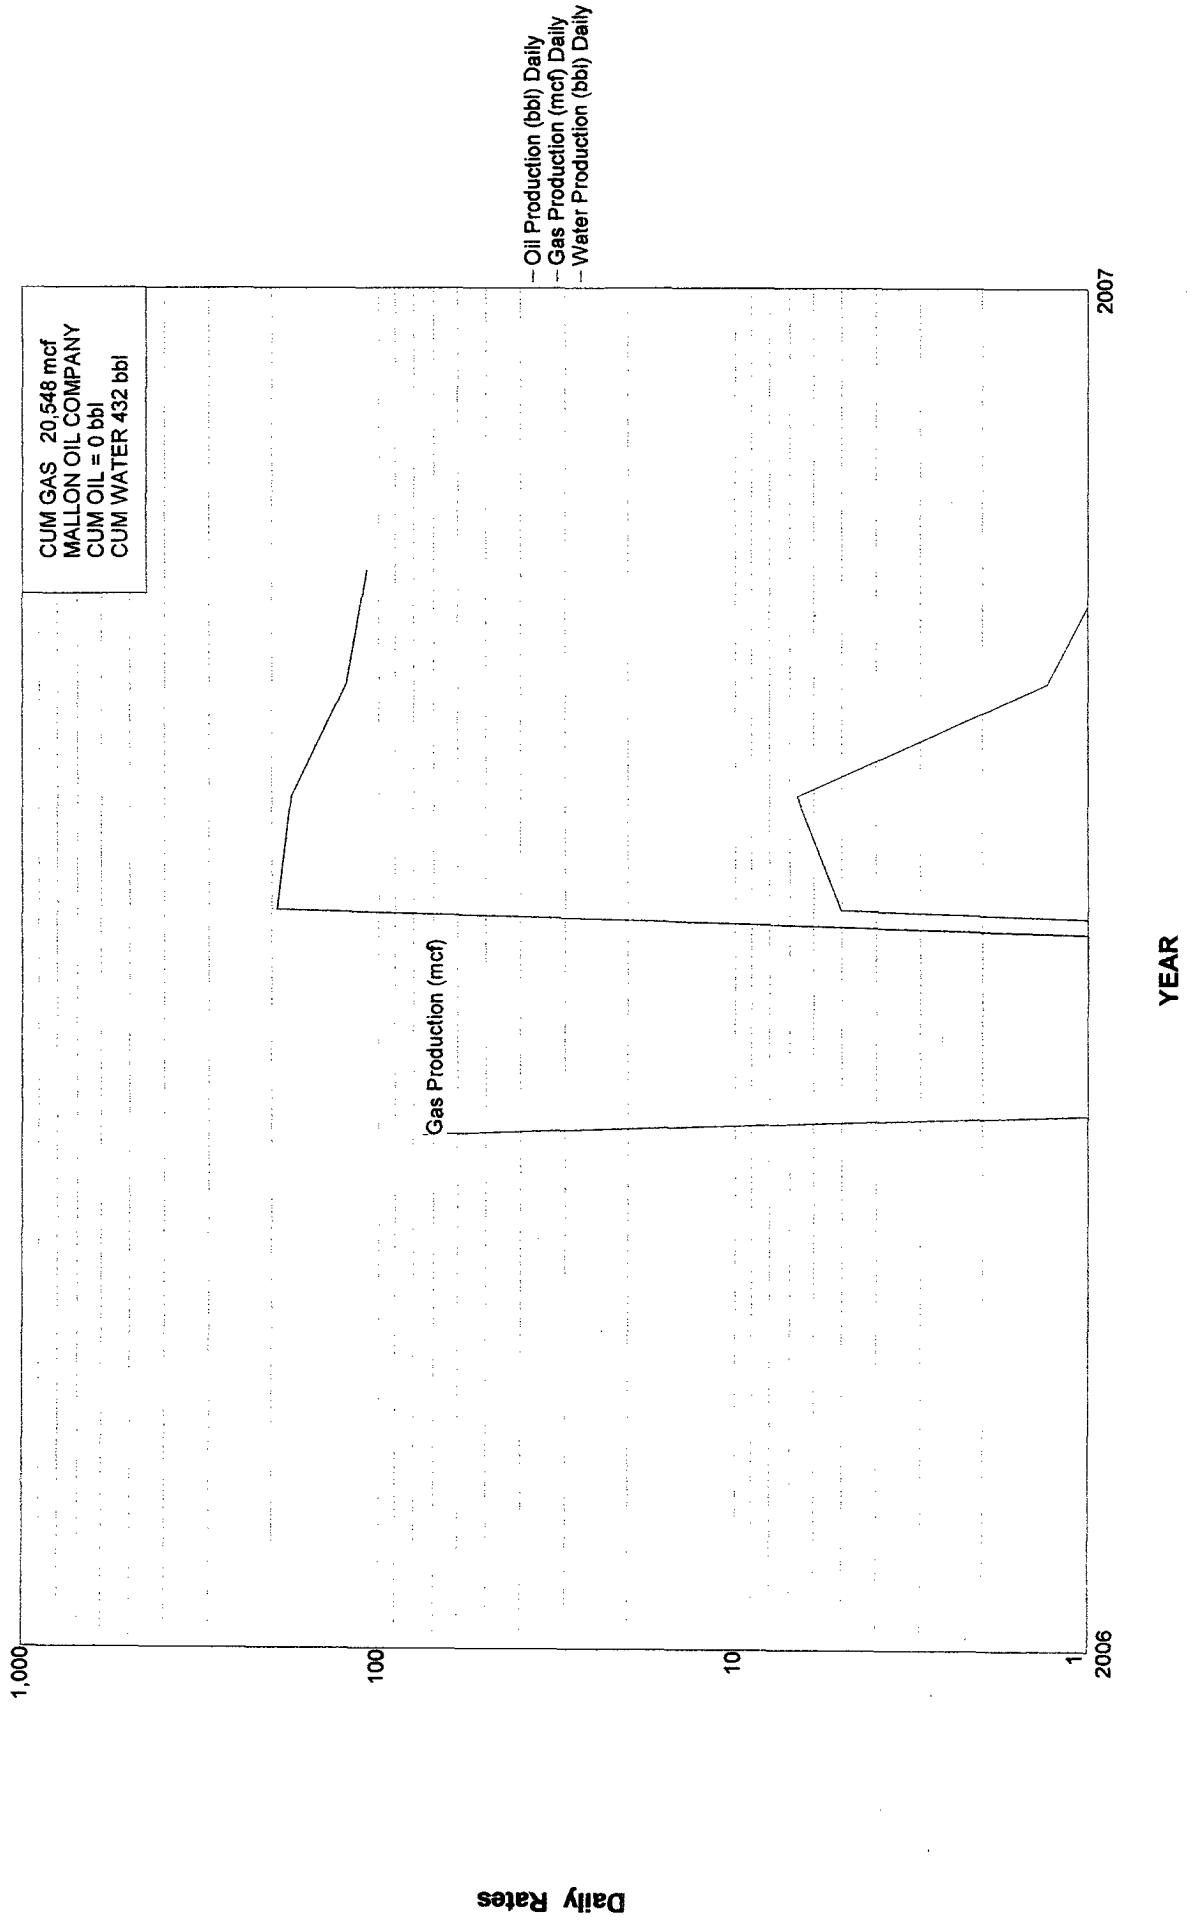 CUM GAS 20,548 mcf
MALLON OIL COMPANY
CUM OIL = 0 bbl
CUM WATER 432 bbl
1,000
100
10
1
Daily Rates
Gas Production (mcf)
Oil Production (bbl) Daily
Gas Production (mcf) Daily
Water Production (bbl) Daily
2006
2007
YEAR